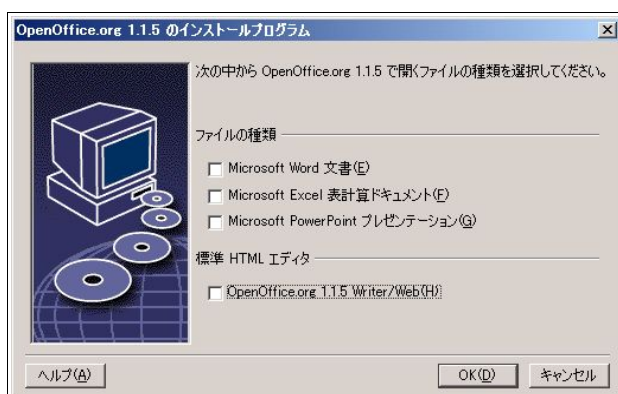 OpenOffice.org 1.1.5 のインストールプログラム
次の中から OpenOffice.org 1.1.5 で開くファイルの種類を選択してください。
ファイルの種類
Microsoft Word 文書(E)
Microsoft Excel 表計算ドキュメント(F)
Microsoft PowerPoint プレゼンテーション(G)
標準 HTML エディタ
OpenOffice.org 1.1.5 Writer/Web(H)
ヘルプ(A)
OK(D)
キャンセル